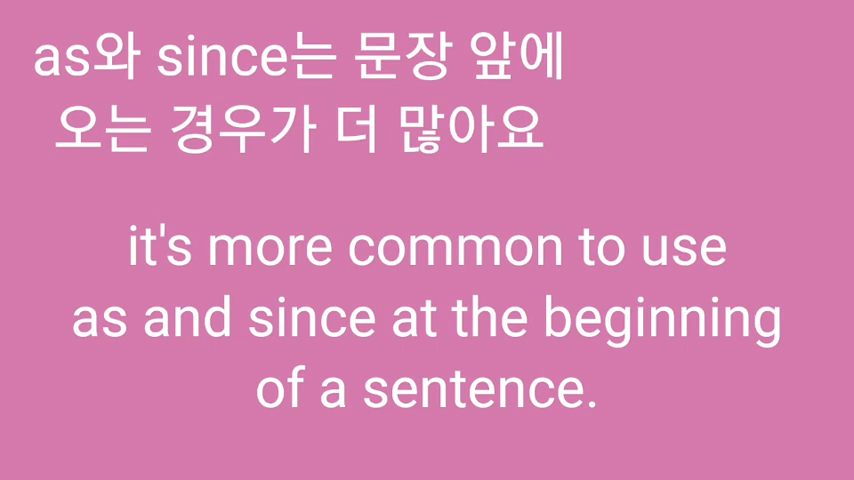 as와 since는 문장 앞에
오는 경우가 더 많아요
it's more common to use
as and since at the beginning
of a sentence.